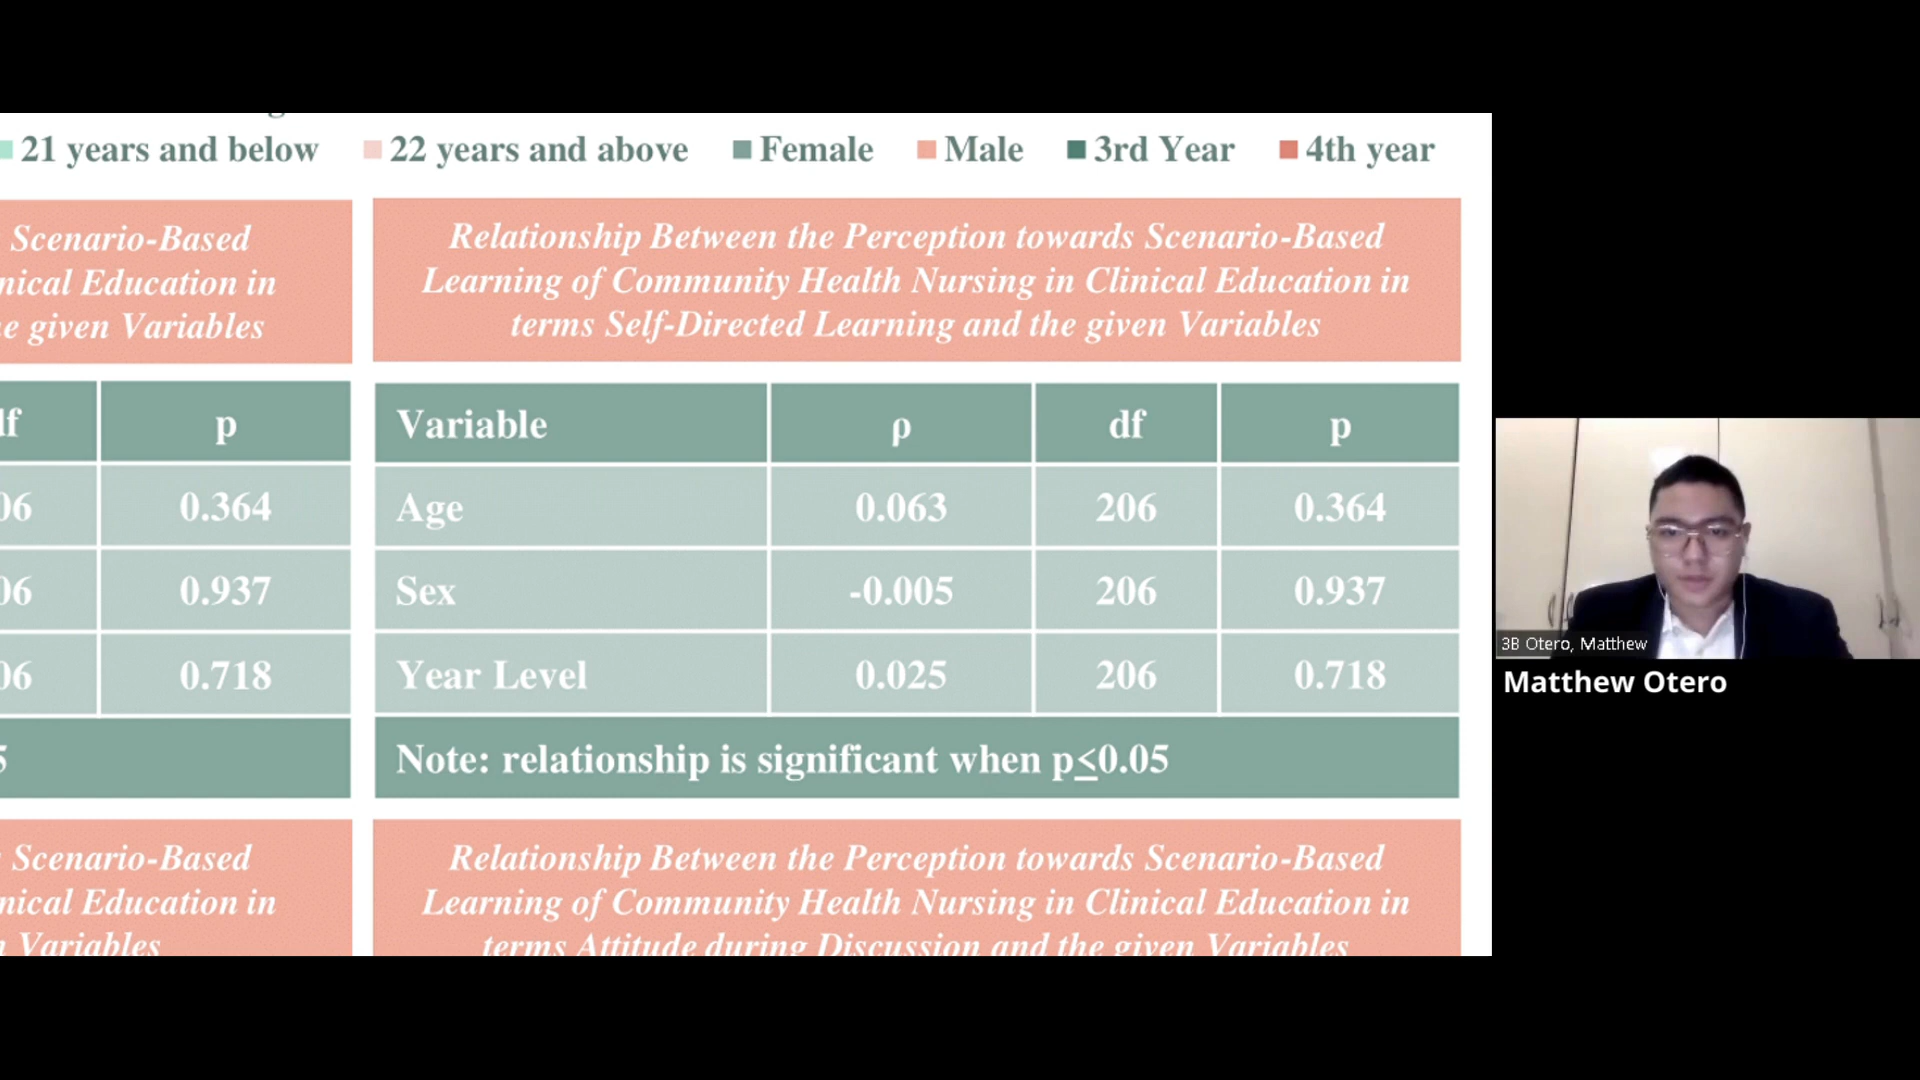 21 years and below 22 years and above Female Male 3rd Year 4th year
Scenario-Based
nical Education in
e given Variables
df p
06 0.364
06 0.937
06 0.718
5
Relationship Between the Perception towards Scenario-Based
Learning of Community Health Nursing in Clinical Education in
terms Self-Directed Learning and the given Variables
Variable ρ df p
Age 0.063 206 0.364
Sex -0.005 206 0.937
Year Level 0.025 206 0.718
Note: relationship is significant when p≤0.05
Scenario-Based
nical Education in
Variables
Relationship Between the Perception towards Scenario-Based
Learning of Community Health Nursing in Clinical Education in
terms Attitude during Discussion and the given Variables
3B Otero, Matthew
Matthew Otero